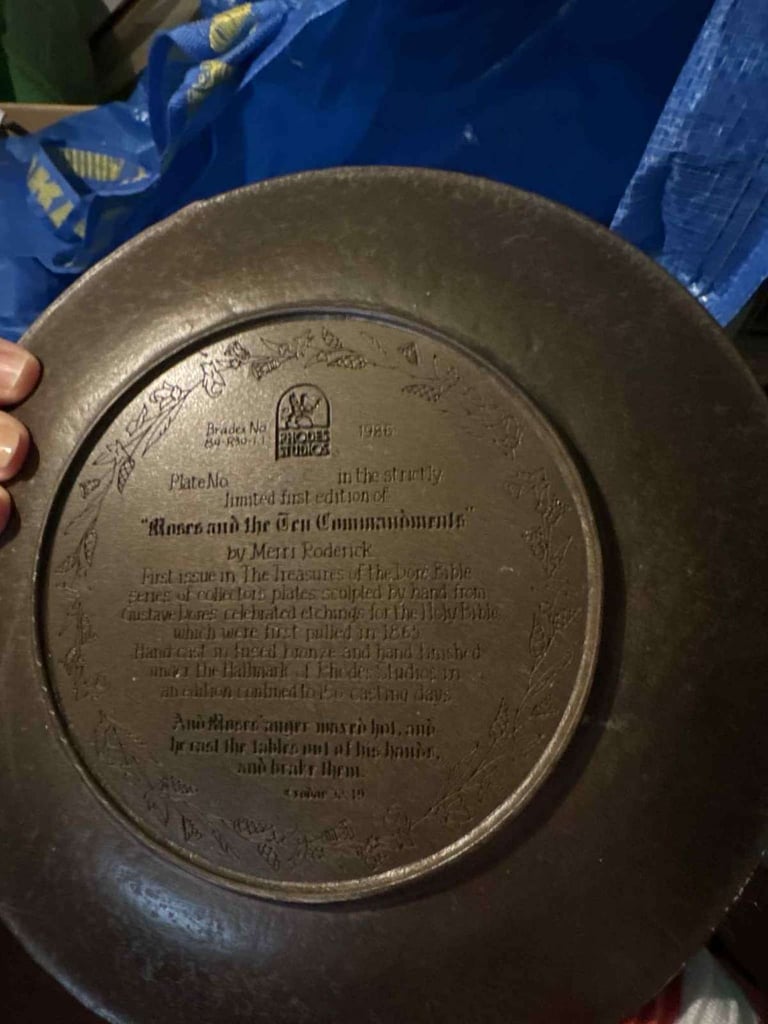 Bradex No.
84-R30-1.1
RHODES
STUDIOS
1986
Plate No. in the strictly
limited first edition of
"Moses and the Ten Commandments"
by Merri Roderick
First issue in The Treasures of the Doré Bible
series of collectors plates sculpted by hand from
Gustave Dorés celebrated etchings for the Holy Bible,
which were first pulled in 1865
Hand cast in fused bronze and hand finished
under the Hallmark of Rhodes Studios in
an edition confined to 150 casting days
And Moses' anger waxed hot, and
he cast the tables out of his hands,
and brake them.